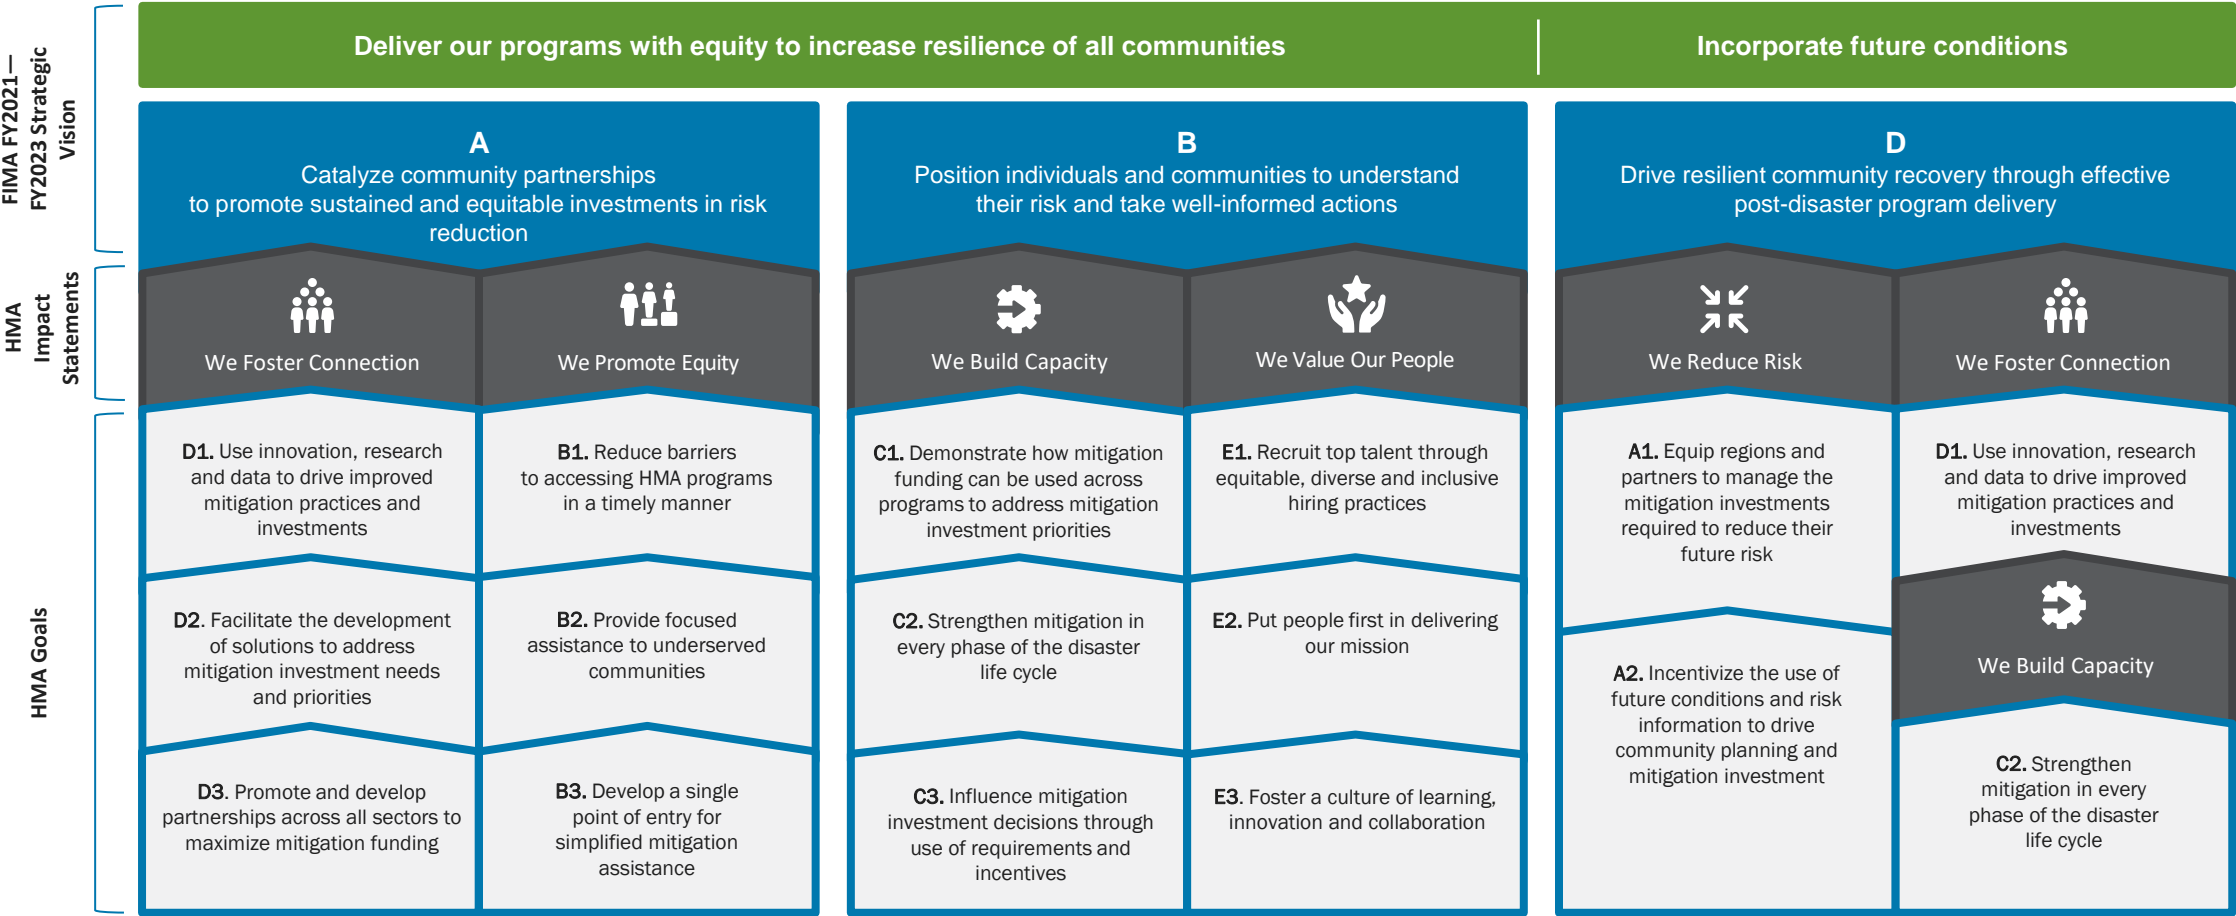 FIMA FY2021—
FY2023 Strategic
Vision
Deliver our programs with equity to increase resilience of all communities
Incorporate future conditions
A
Catalyze community partnerships
to promote sustained and equitable investments in risk
reduction
B
Position individuals and communities to understand
their risk and take well-informed actions
D
Drive resilient community recovery through effective
post-disaster program delivery
HMA
Impact
Statements
We Foster Connection
We Promote Equity
We Build Capacity
We Value Our People
We Reduce Risk
We Foster Connection
HMA Goals
D1. Use innovation, research
and data to drive improved
mitigation practices and
investments
D2. Facilitate the development
of solutions to address
mitigation investment needs
and priorities
D3. Promote and develop
partnerships across all sectors to
maximize mitigation funding
B1. Reduce barriers
to accessing HMA programs
in a timely manner
B2. Provide focused
assistance to underserved
communities
B3. Develop a single
point of entry for
simplified mitigation
assistance
C1. Demonstrate how mitigation
funding can be used across
programs to address mitigation
investment priorities
C2. Strengthen mitigation in
every phase of the disaster
life cycle
C3. Influence mitigation
investment decisions through
use of requirements and
incentives
E1. Recruit top talent through
equitable, diverse and inclusive
hiring practices
E2. Put people first in delivering
our mission
E3. Foster a culture of learning,
innovation and collaboration
A1. Equip regions and
partners to manage the
mitigation investments
required to reduce their
future risk
A2. Incentivize the use of
future conditions and risk
information to drive
community planning and
mitigation investment
D1. Use innovation, research
and data to drive improved
mitigation practices and
investments
We Build Capacity
C2. Strengthen
mitigation in every
phase of the disaster
life cycle